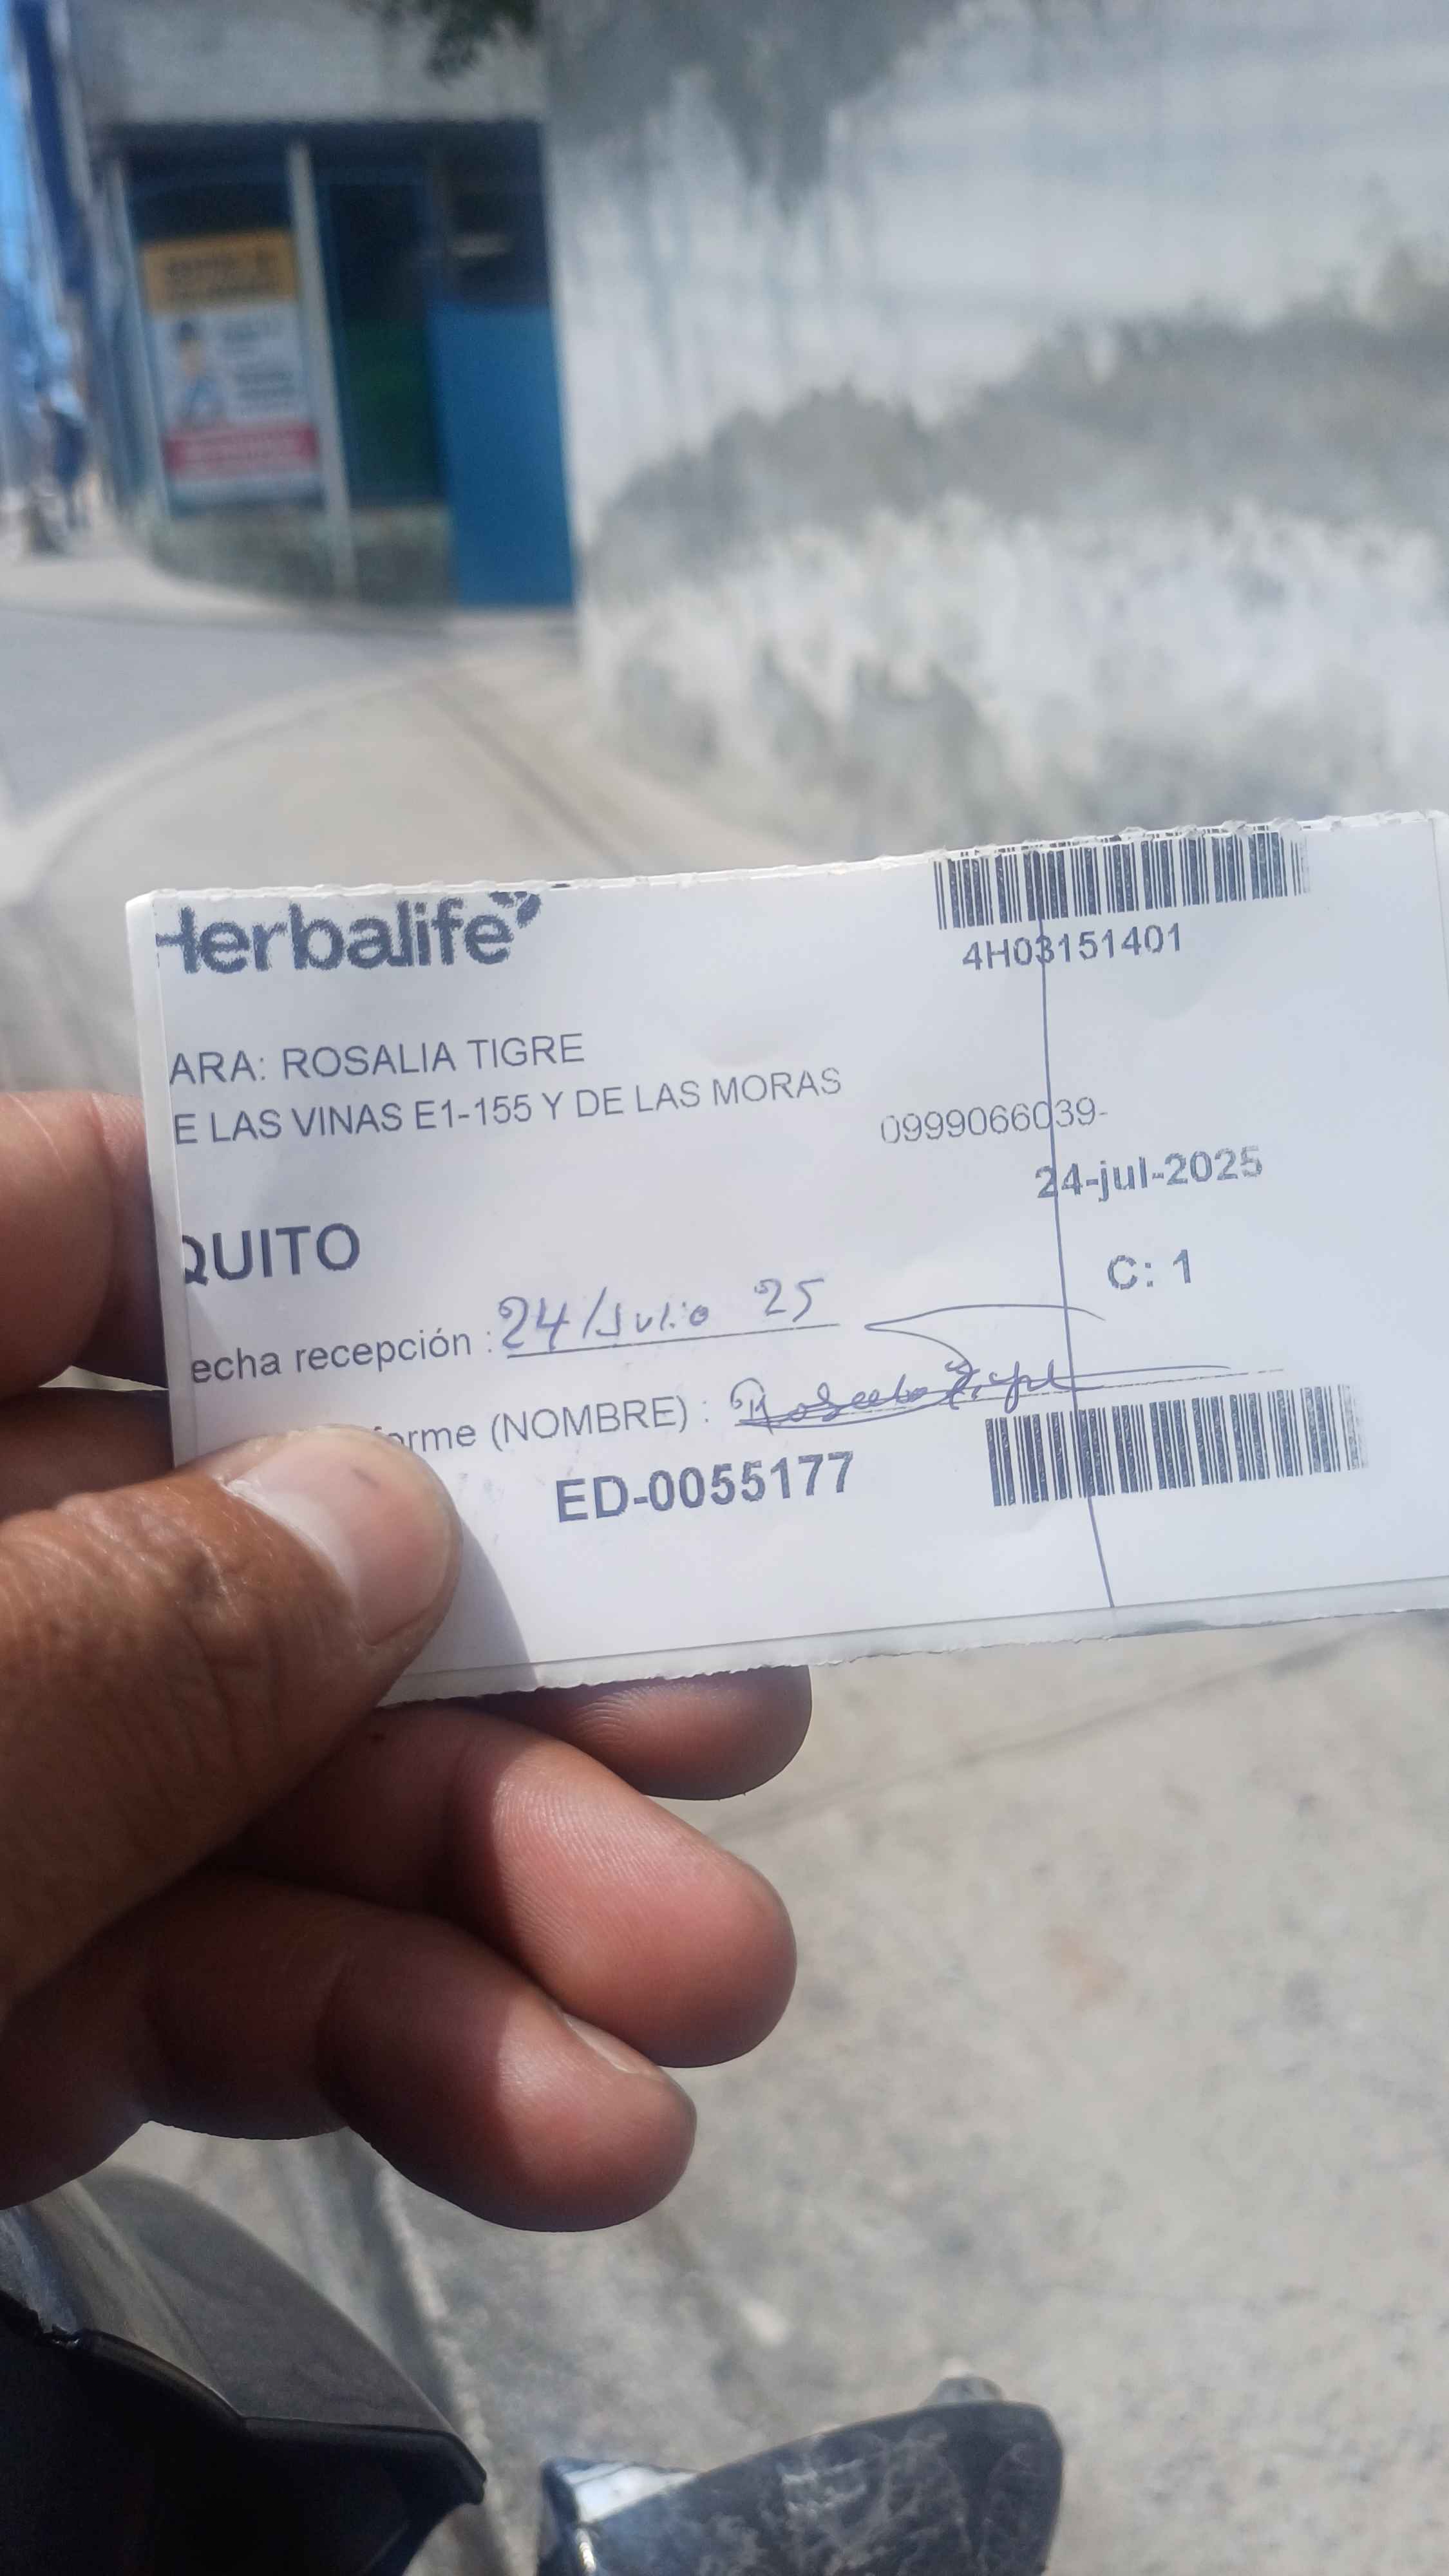 Herbalife
4H03151401
ARA: ROSALIA TIGRE
E LAS VINAS E1-155 Y DE LAS MORAS
0999066039-
24-jul-2025
QUITO
C: 1
echa recepción : 24/Julio 25
orme (NOMBRE) :
ED-0055177